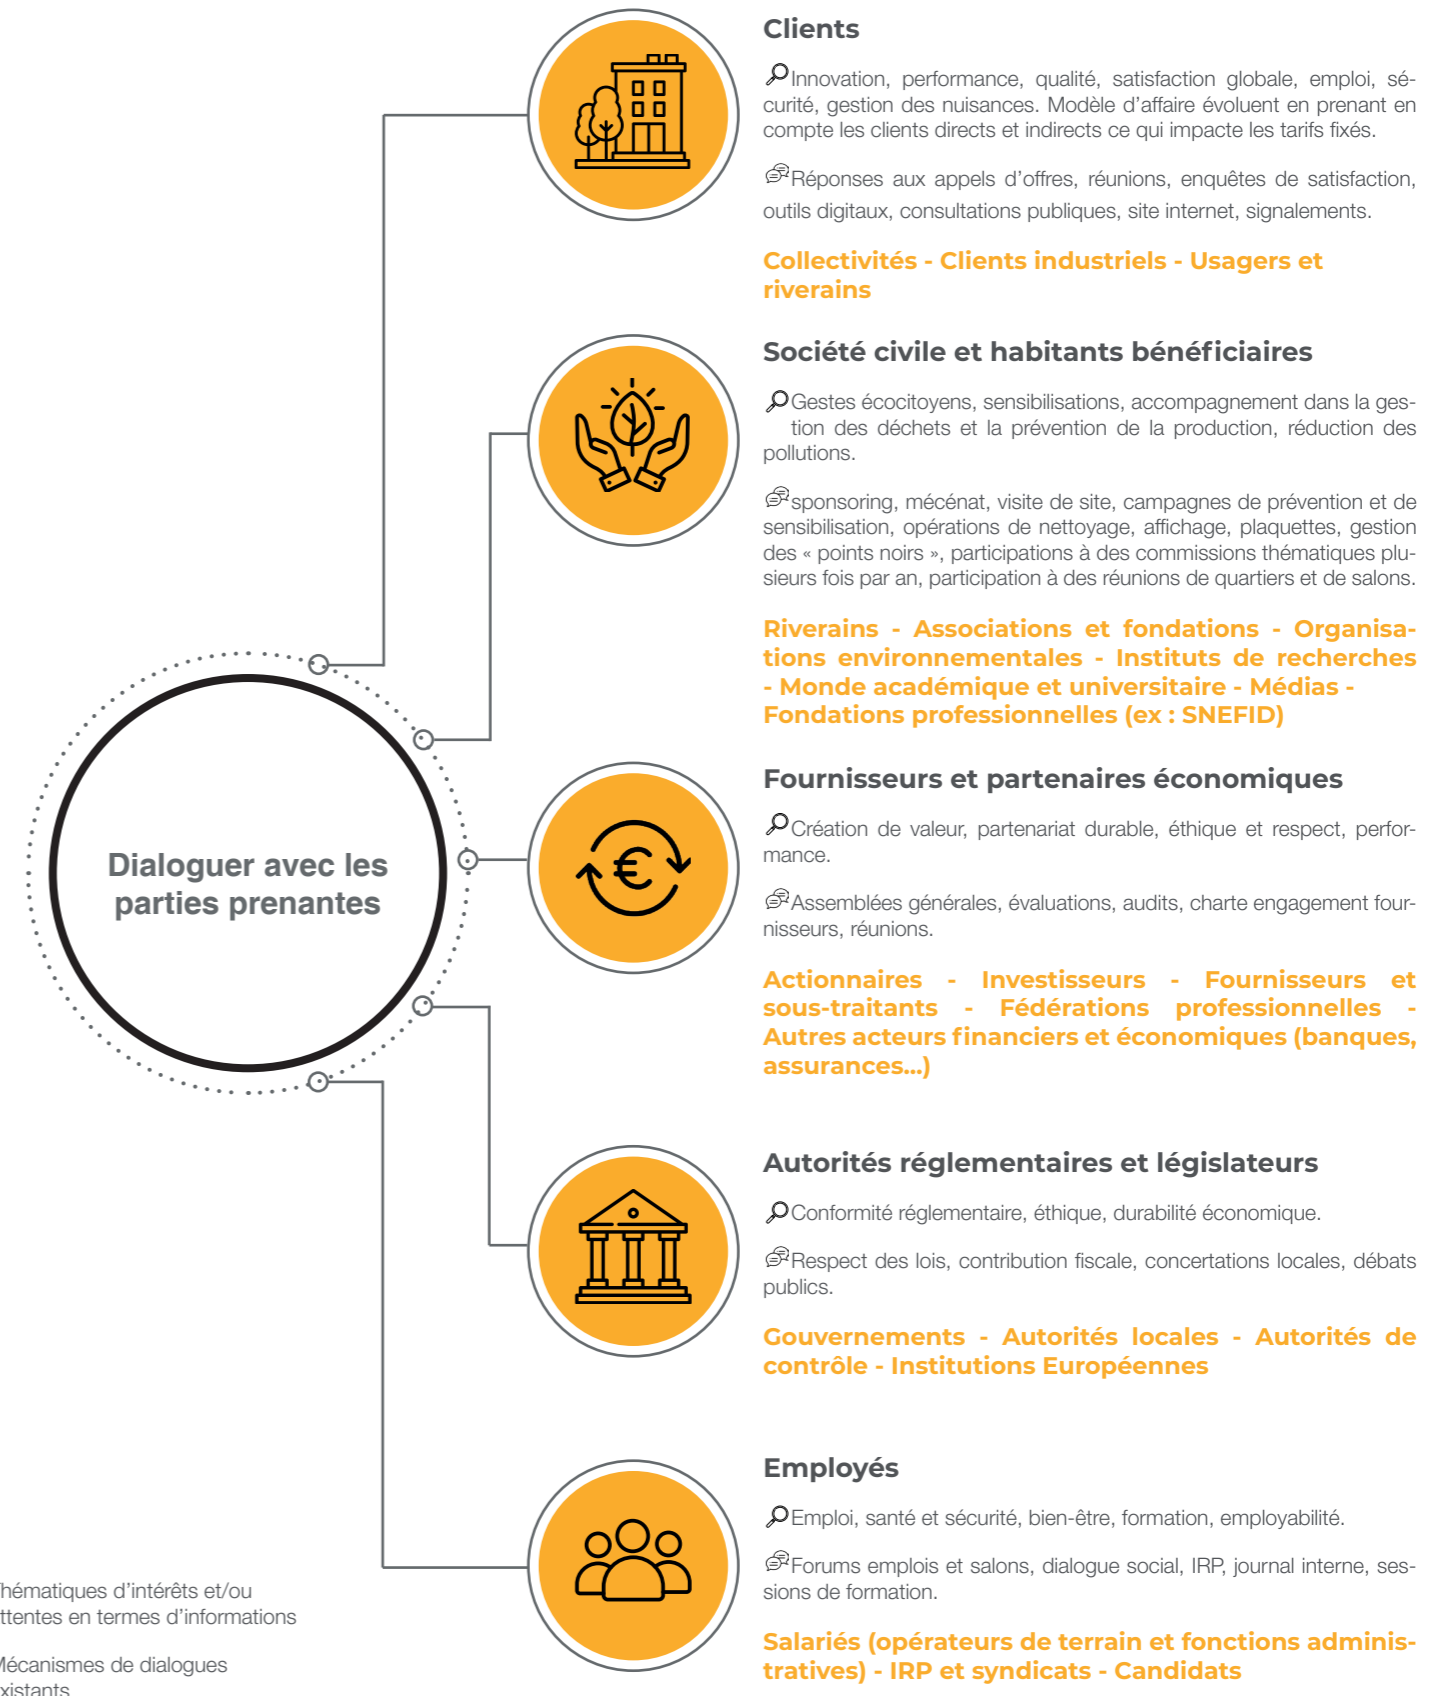 Clients
Innovation, performance, qualité, satisfaction globale, emploi, sé-
curité, gestion des nuisances. Modèle d'affaire évoluent en prenant en
compte les clients directs et indirects ce qui impacte les tarifs fixés.
Réponses aux appels d'offres, réunions, enquêtes de satisfaction,
outils digitaux, consultations publiques, site internet, signalements.
Collectivités - Clients industriels - Usagers et
riverains
Société civile et habitants bénéficiaires
Gestes écocitoyens, sensibilisations, accompagnement dans la ges-
tion des déchets et la prévention de la production, réduction des
pollutions.
sponsoring, mécénat, visite de site, campagnes de prévention et de
sensibilisation, opérations de nettoyage, affichage, plaquettes, gestion
des « points noirs », participations à des commissions thématiques plu-
sieurs fois par an, participation à des réunions de quartiers et de salons.
Riverains - Associations et fondations - Organisa-
tions environnementales - Instituts de recherches
- Monde académique et universitaire - Médias -
Fondations professionnelles (ex : SNEFID)
Dialoguer avec les
parties prenantes
Fournisseurs et partenaires économiques
Création de valeur, partenariat durable, éthique et respect, perfor-
mance.
Assemblées générales, évaluations, audits, charte engagement four-
nisseurs, réunions.
Actionnaires - Investisseurs - Fournisseurs et
sous-traitants - Fédérations professionnelles -
Autres acteurs financiers et économiques (banques,
assurances...)
Autorités réglementaires et législateurs
Conformité réglementaire, éthique, durabilité économique.
Respect des lois, contribution fiscale, concertations locales, débats
publics.
Gouvernements - Autorités locales - Autorités de
contrôle - Institutions Européennes
Employés
Emploi, santé et sécurité, bien-être, formation, employabilité.
Forums emplois et salons, dialogue social, IRP, journal interne, ses-
sions de formation.
Salariés (opérateurs de terrain et fonctions adminis-
tratives) - IRP et syndicats - Candidats
hématiques d'intérêts et/ou
ttentes en termes d'informations
Mécanismes de dialogues
xistants